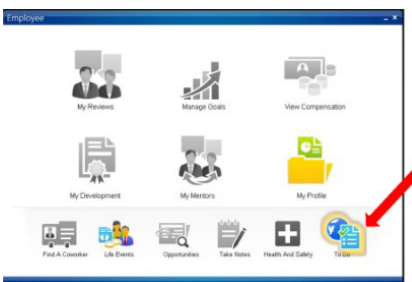 Employee
My Reviews
Manage Goals
View Compensation
My Development
My Mentors
My Profile
Find A Coworker
Life Events
Opportunities
Take Notes
Health And Safety
To Do